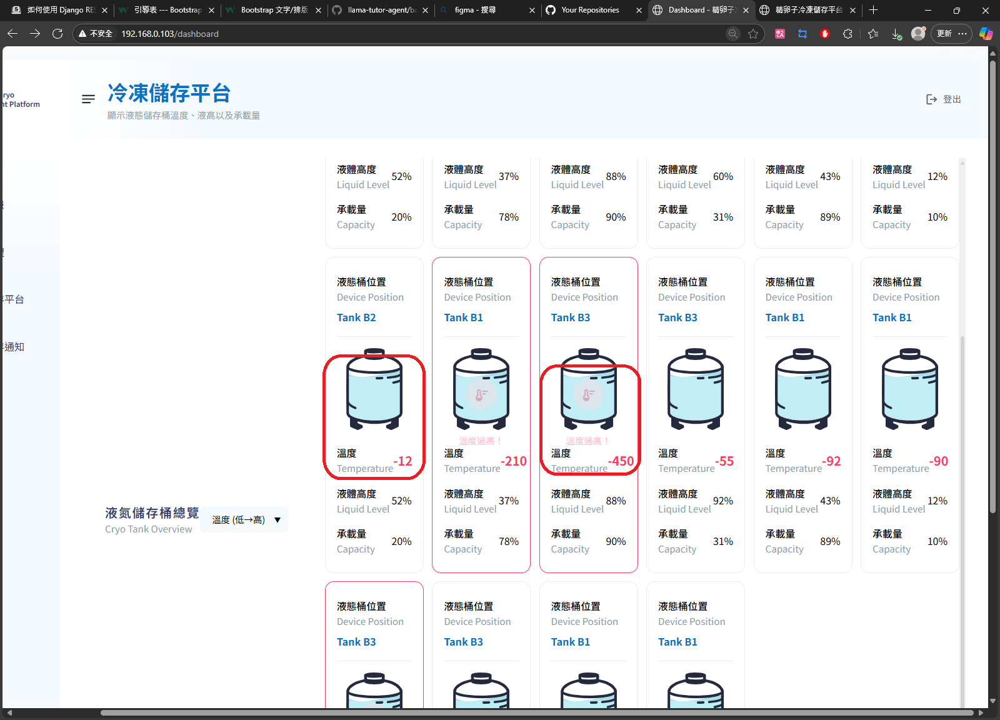 如何使用 Django RES
引導表 --- Bootstrap
Bootstrap 文字/排版
llama-tutor-agent/ba
figma - 搜尋
Your Repositories
Dashboard - 精卵子冷
精卵子冷凍儲存平台
不安全
192.168.0.103/dashboard
更新
ryo
nt Platform
冷凍儲存平台
顯示液態儲存桶溫度、液高以及承載量
登出
平台
通知
液氮儲存桶總覽
Cryo Tank Overview
溫度 (低→高) ▼
液體高度
Liquid Level
52%
承載量
Capacity
20%
液體高度
Liquid Level
37%
承載量
Capacity
78%
液體高度
Liquid Level
88%
承載量
Capacity
90%
液體高度
Liquid Level
60%
承載量
Capacity
31%
液體高度
Liquid Level
43%
承載量
Capacity
89%
液體高度
Liquid Level
12%
承載量
Capacity
10%
液態桶位置
Device Position
Tank B2
溫度
Temperature
-12
液體高度
Liquid Level
52%
承載量
Capacity
20%
液態桶位置
Device Position
Tank B1
溫度過高！
溫度
Temperature
-210
液體高度
Liquid Level
37%
承載量
Capacity
78%
液態桶位置
Device Position
Tank B3
溫度過高！
溫度
Temperature
-450
液體高度
Liquid Level
88%
承載量
Capacity
90%
液態桶位置
Device Position
Tank B3
溫度
Temperature
-55
液體高度
Liquid Level
92%
承載量
Capacity
31%
液態桶位置
Device Position
Tank B1
溫度
Temperature
-92
液體高度
Liquid Level
43%
承載量
Capacity
89%
液態桶位置
Device Position
Tank B1
溫度
Temperature
-90
液體高度
Liquid Level
12%
承載量
Capacity
10%
液態桶位置
Device Position
Tank B3
液態桶位置
Device Position
Tank B3
液態桶位置
Device Position
Tank B1
液態桶位置
Device Position
Tank B1